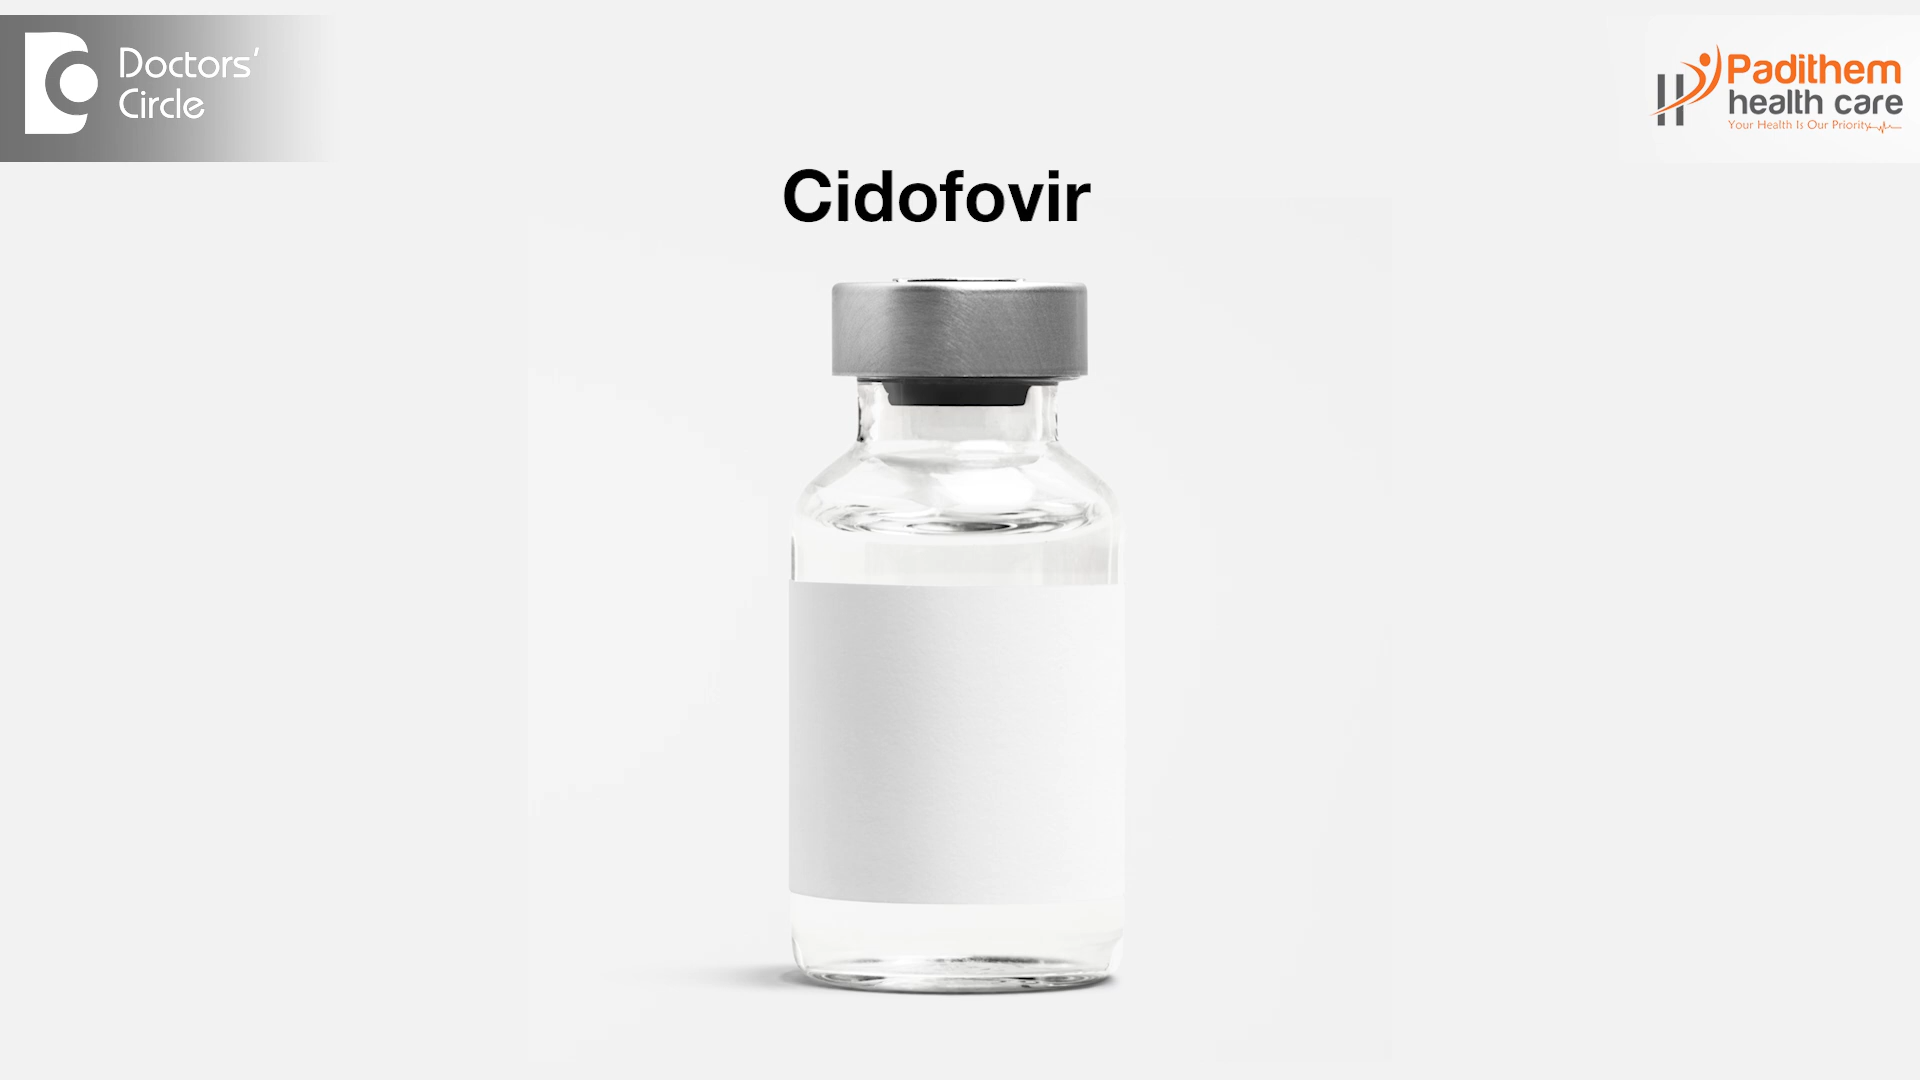 Doctors'
Circle
Padithem
health care
Your Health Is Our Priority
Cidofovir